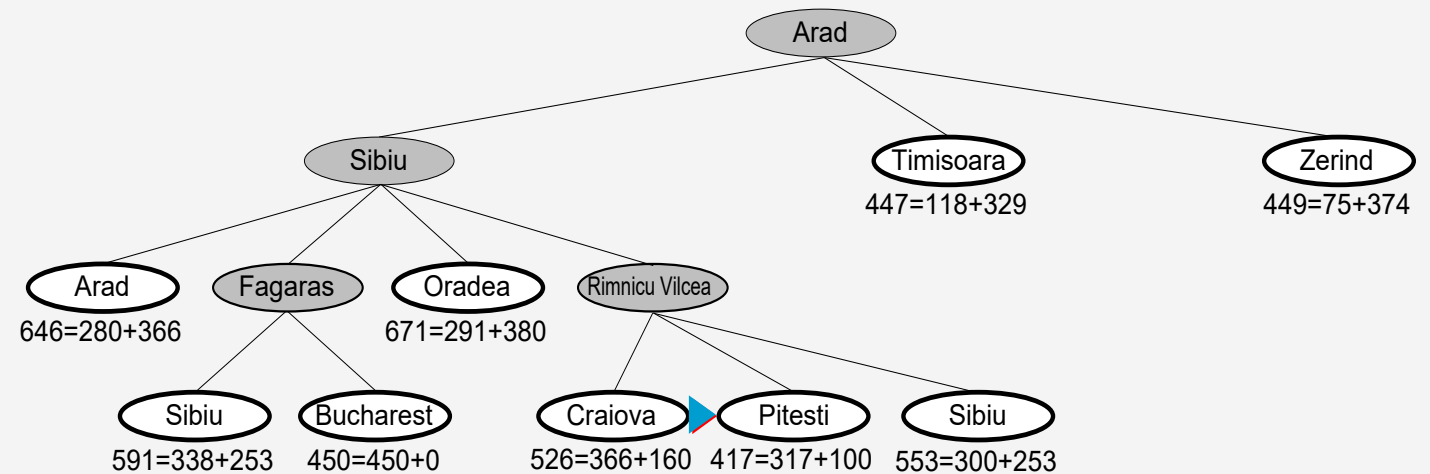 Arad
Sibiu
Timisoara
Zerind
447=118+329
449=75+374
Arad
Fagaras
Oradea
Rimnicu Vilcea
646=280+366
671=291+380
Sibiu
Bucharest
Craiova
Pitesti
Sibiu
591=338+253
450=450+0
526=366+160
417=317+100
553=300+253